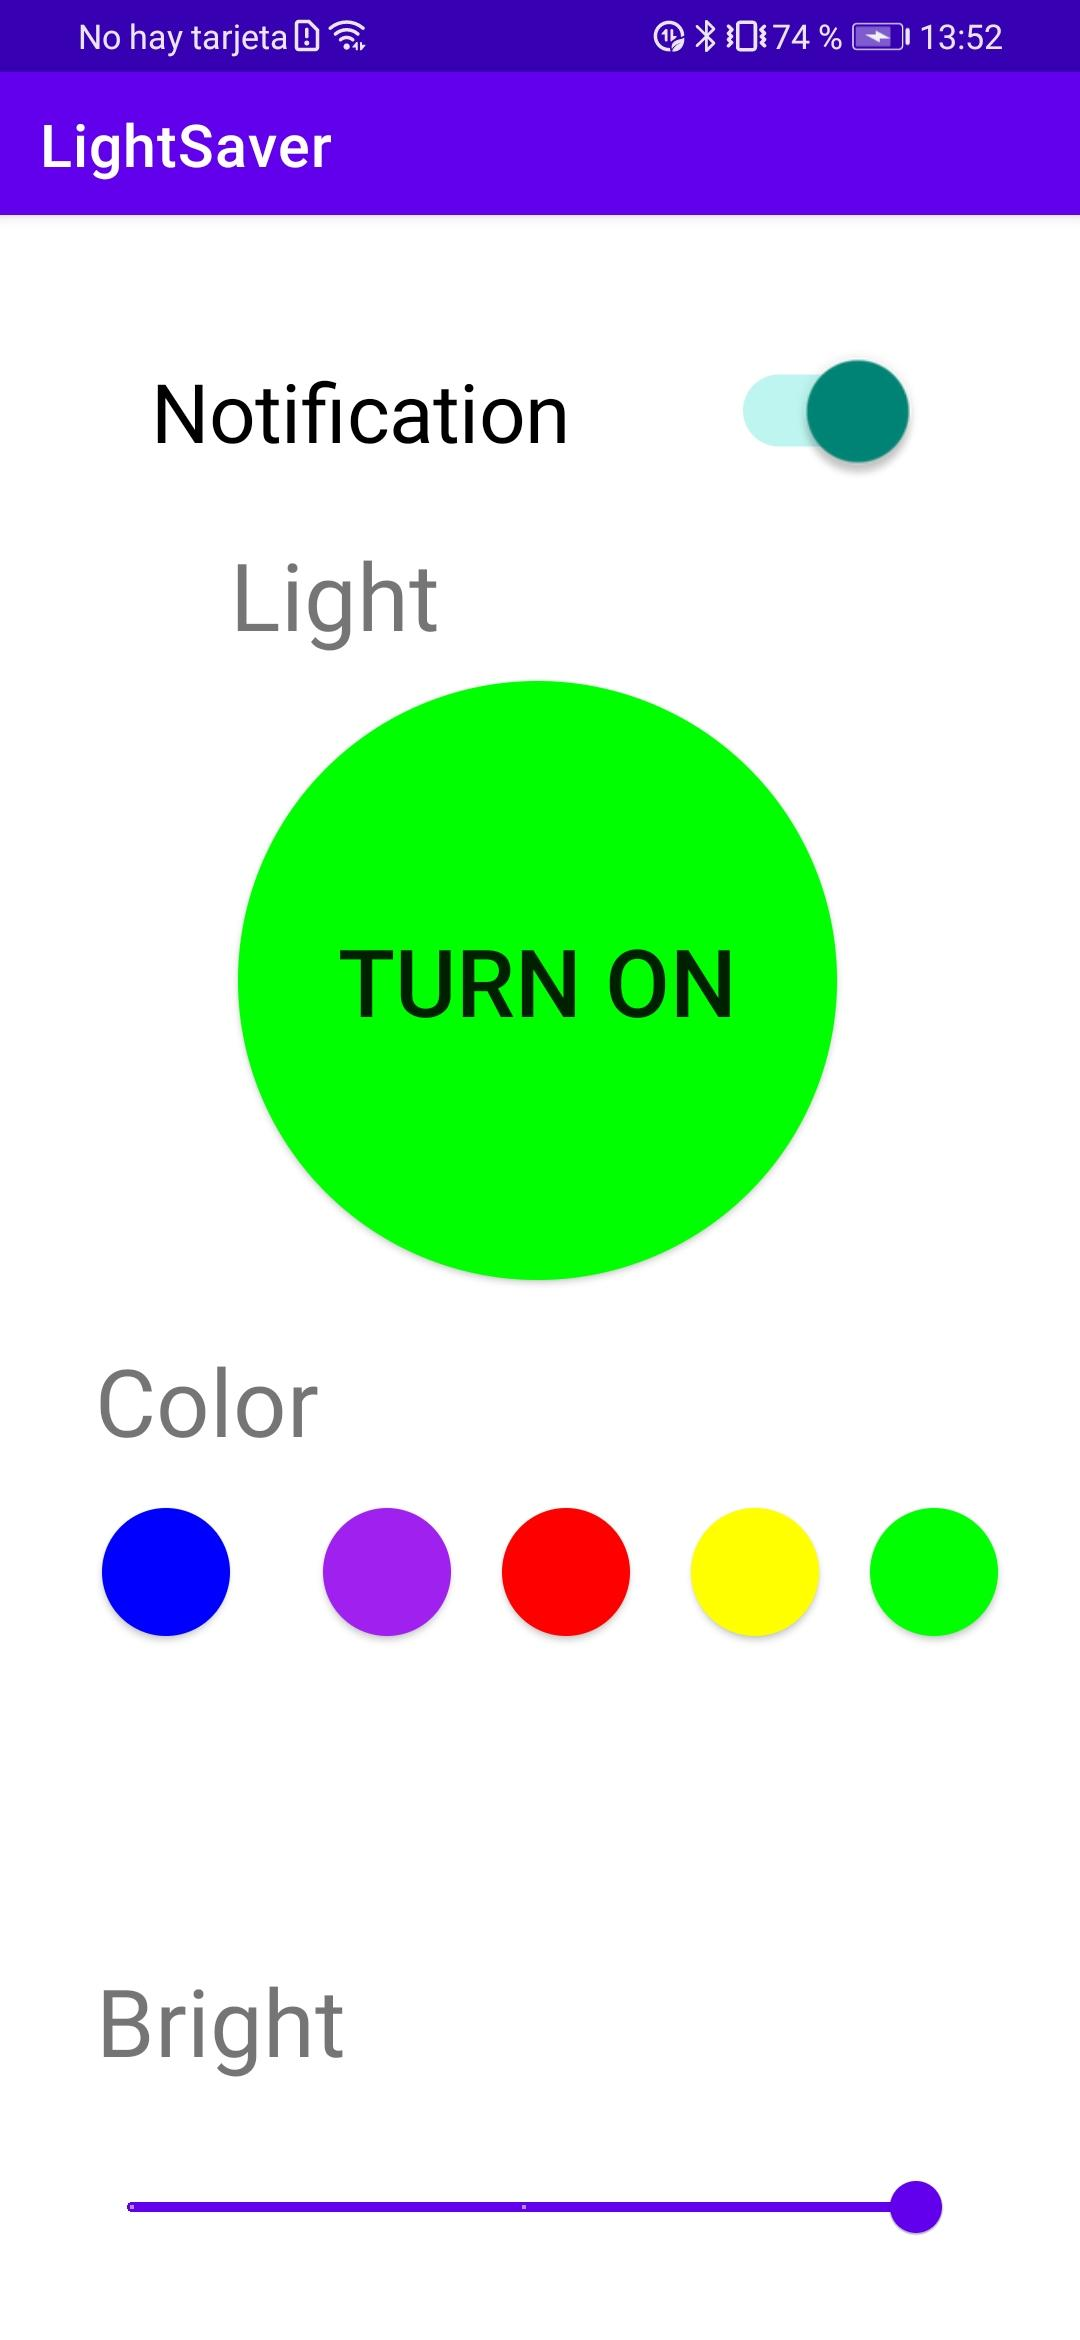 No hay tarjeta 74 % 13:52
LightSaver
Notification
Light
TURN ON
Color
Bright